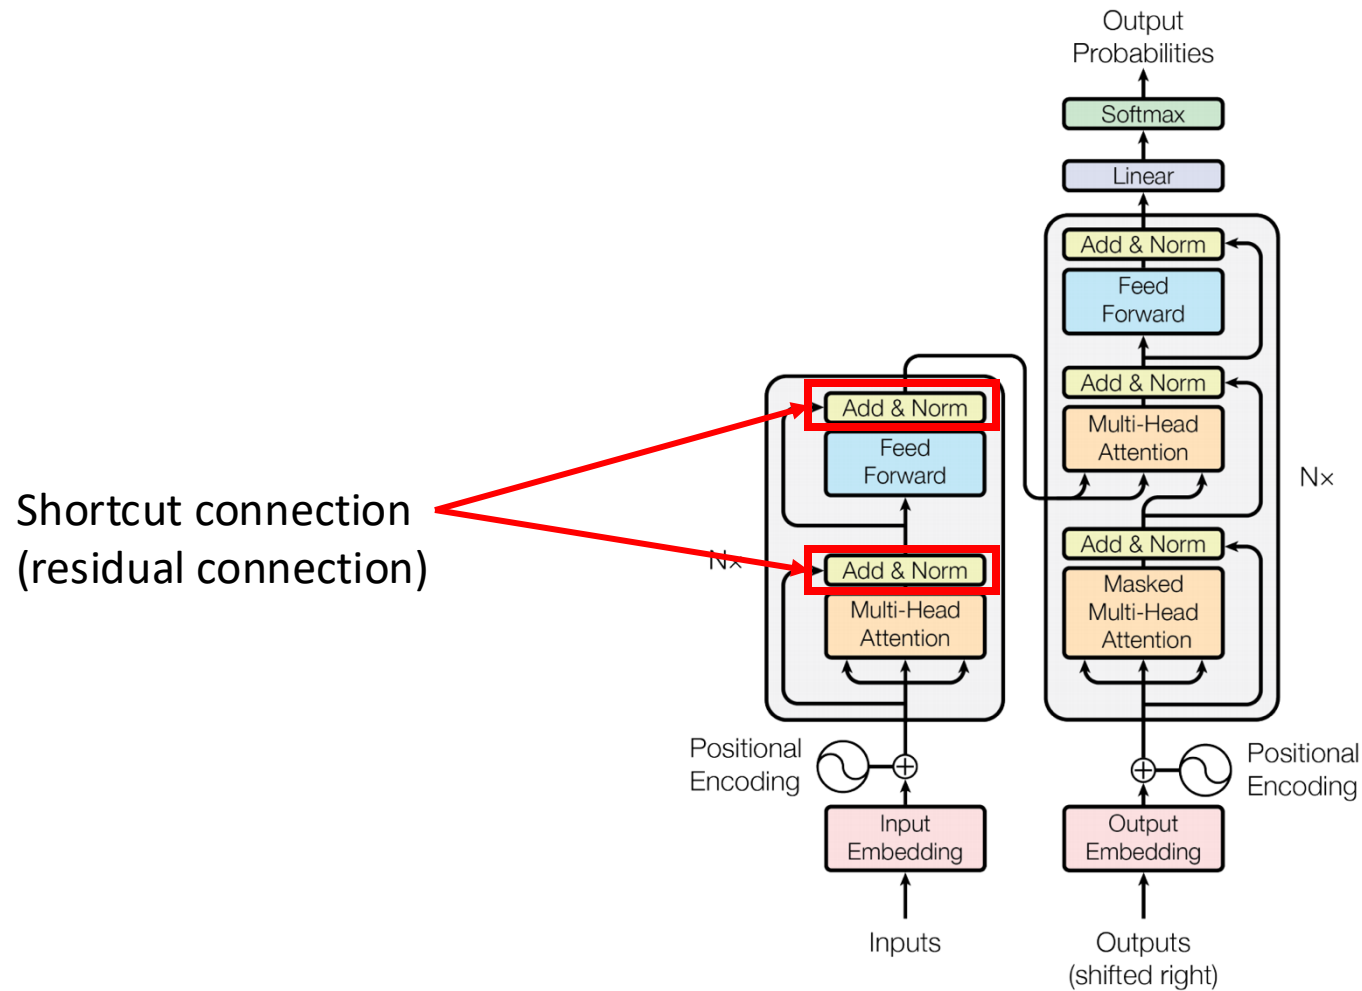 Shortcut connection
(residual connection)
Output
Probabilities
Softmax
Linear
Add & Norm
Feed
Forward
Add & Norm
Multi-Head
Attention
Add & Norm
Masked
Multi-Head
Attention
N×
Add & Norm
Feed
Forward
Add & Norm
Multi-Head
Attention
N×
Positional
Encoding
Positional
Encoding
Input
Embedding
Output
Embedding
Inputs
Outputs
(shifted right)